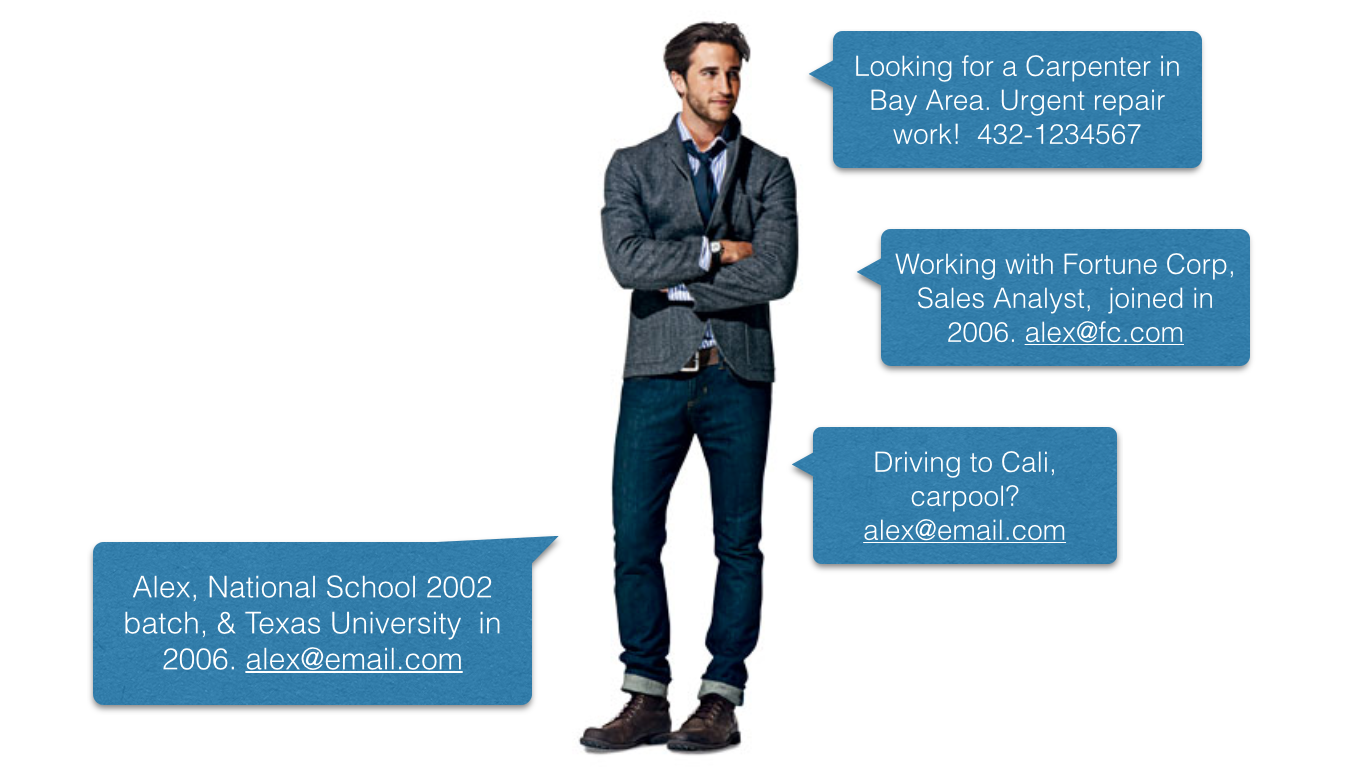 Looking for a Carpenter in
Bay Area. Urgent repair
work!  432-1234567
Working with Fortune Corp,
Sales Analyst,  joined in
2006. alex@fc.com
Driving to Cali,
carpool?
alex@email.com
Alex, National School 2002
batch, & Texas University  in
2006. alex@email.com